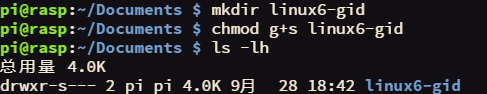 pi@rasp:~/Documents $ mkdir linux6-gid
pi@rasp:~/Documents $ chmod g+s linux6-gid
pi@rasp:~/Documents $ ls -lh
总用量 4.0K
drwxr-s--- 2 pi pi 4.0K 9月  28 18:42 linux6-gid